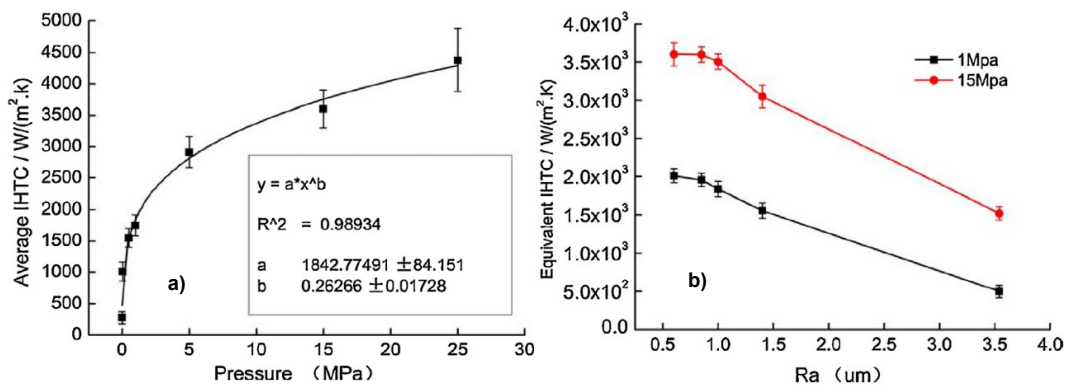 5000
4500
4000
3500
3000
2500
2000
1500
1000
500
0
Average IHTC / W/(m².k)
a)
y = a*x^b
R^2 = 0.98934
a 1842.77491 ±84.151
b 0.26266 ±0.01728
0 5 10 15 20 25 30
Pressure （MPa）
4.0x10³
3.5x10³
3.0x10³
2.5x10³
2.0x10³
1.5x10³
1.0x10³
5.0x10²
0.0
Equivalent IHTC / W/(m².K)
1Mpa
15Mpa
b)
0.5 1.0 1.5 2.0 2.5 3.0 3.5 4.0
Ra （um）